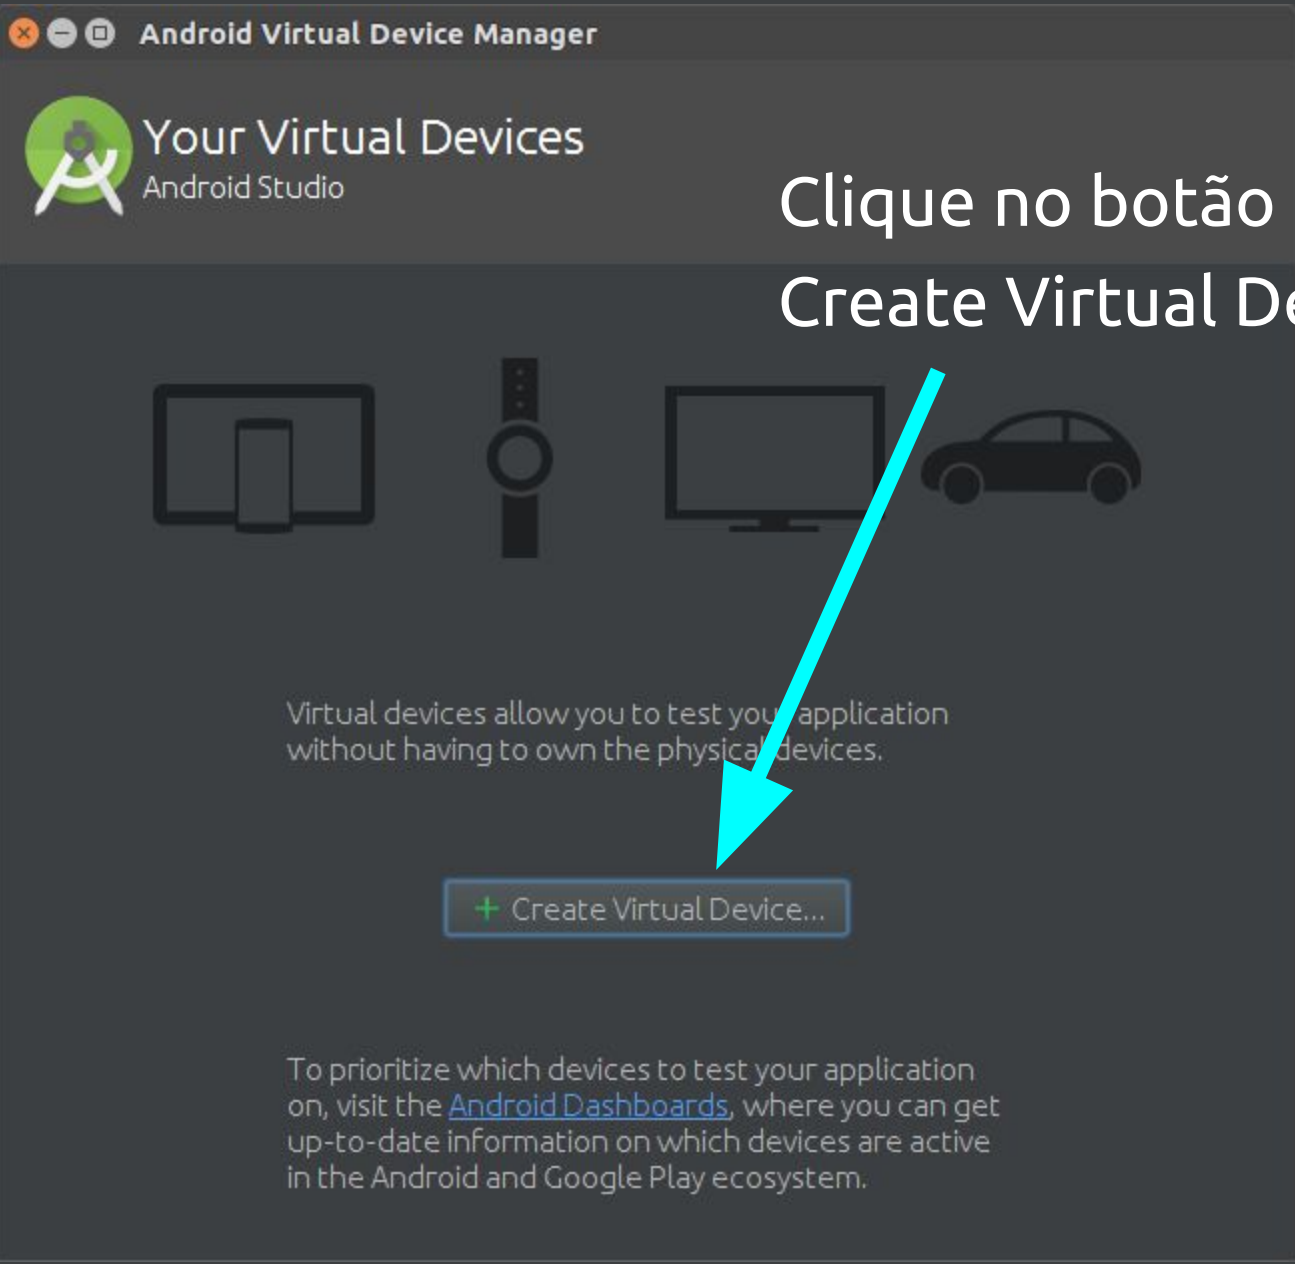 Android Virtual Device Manager
Your Virtual Devices
Android Studio
Clique no botão
Create Virtual De
Virtual devices allow you to test your application
without having to own the physical devices.
+ Create Virtual Device...
To prioritize which devices to test your application
on, visit the Android Dashboards, where you can get
up-to-date information on which devices are active
in the Android and Google Play ecosystem.